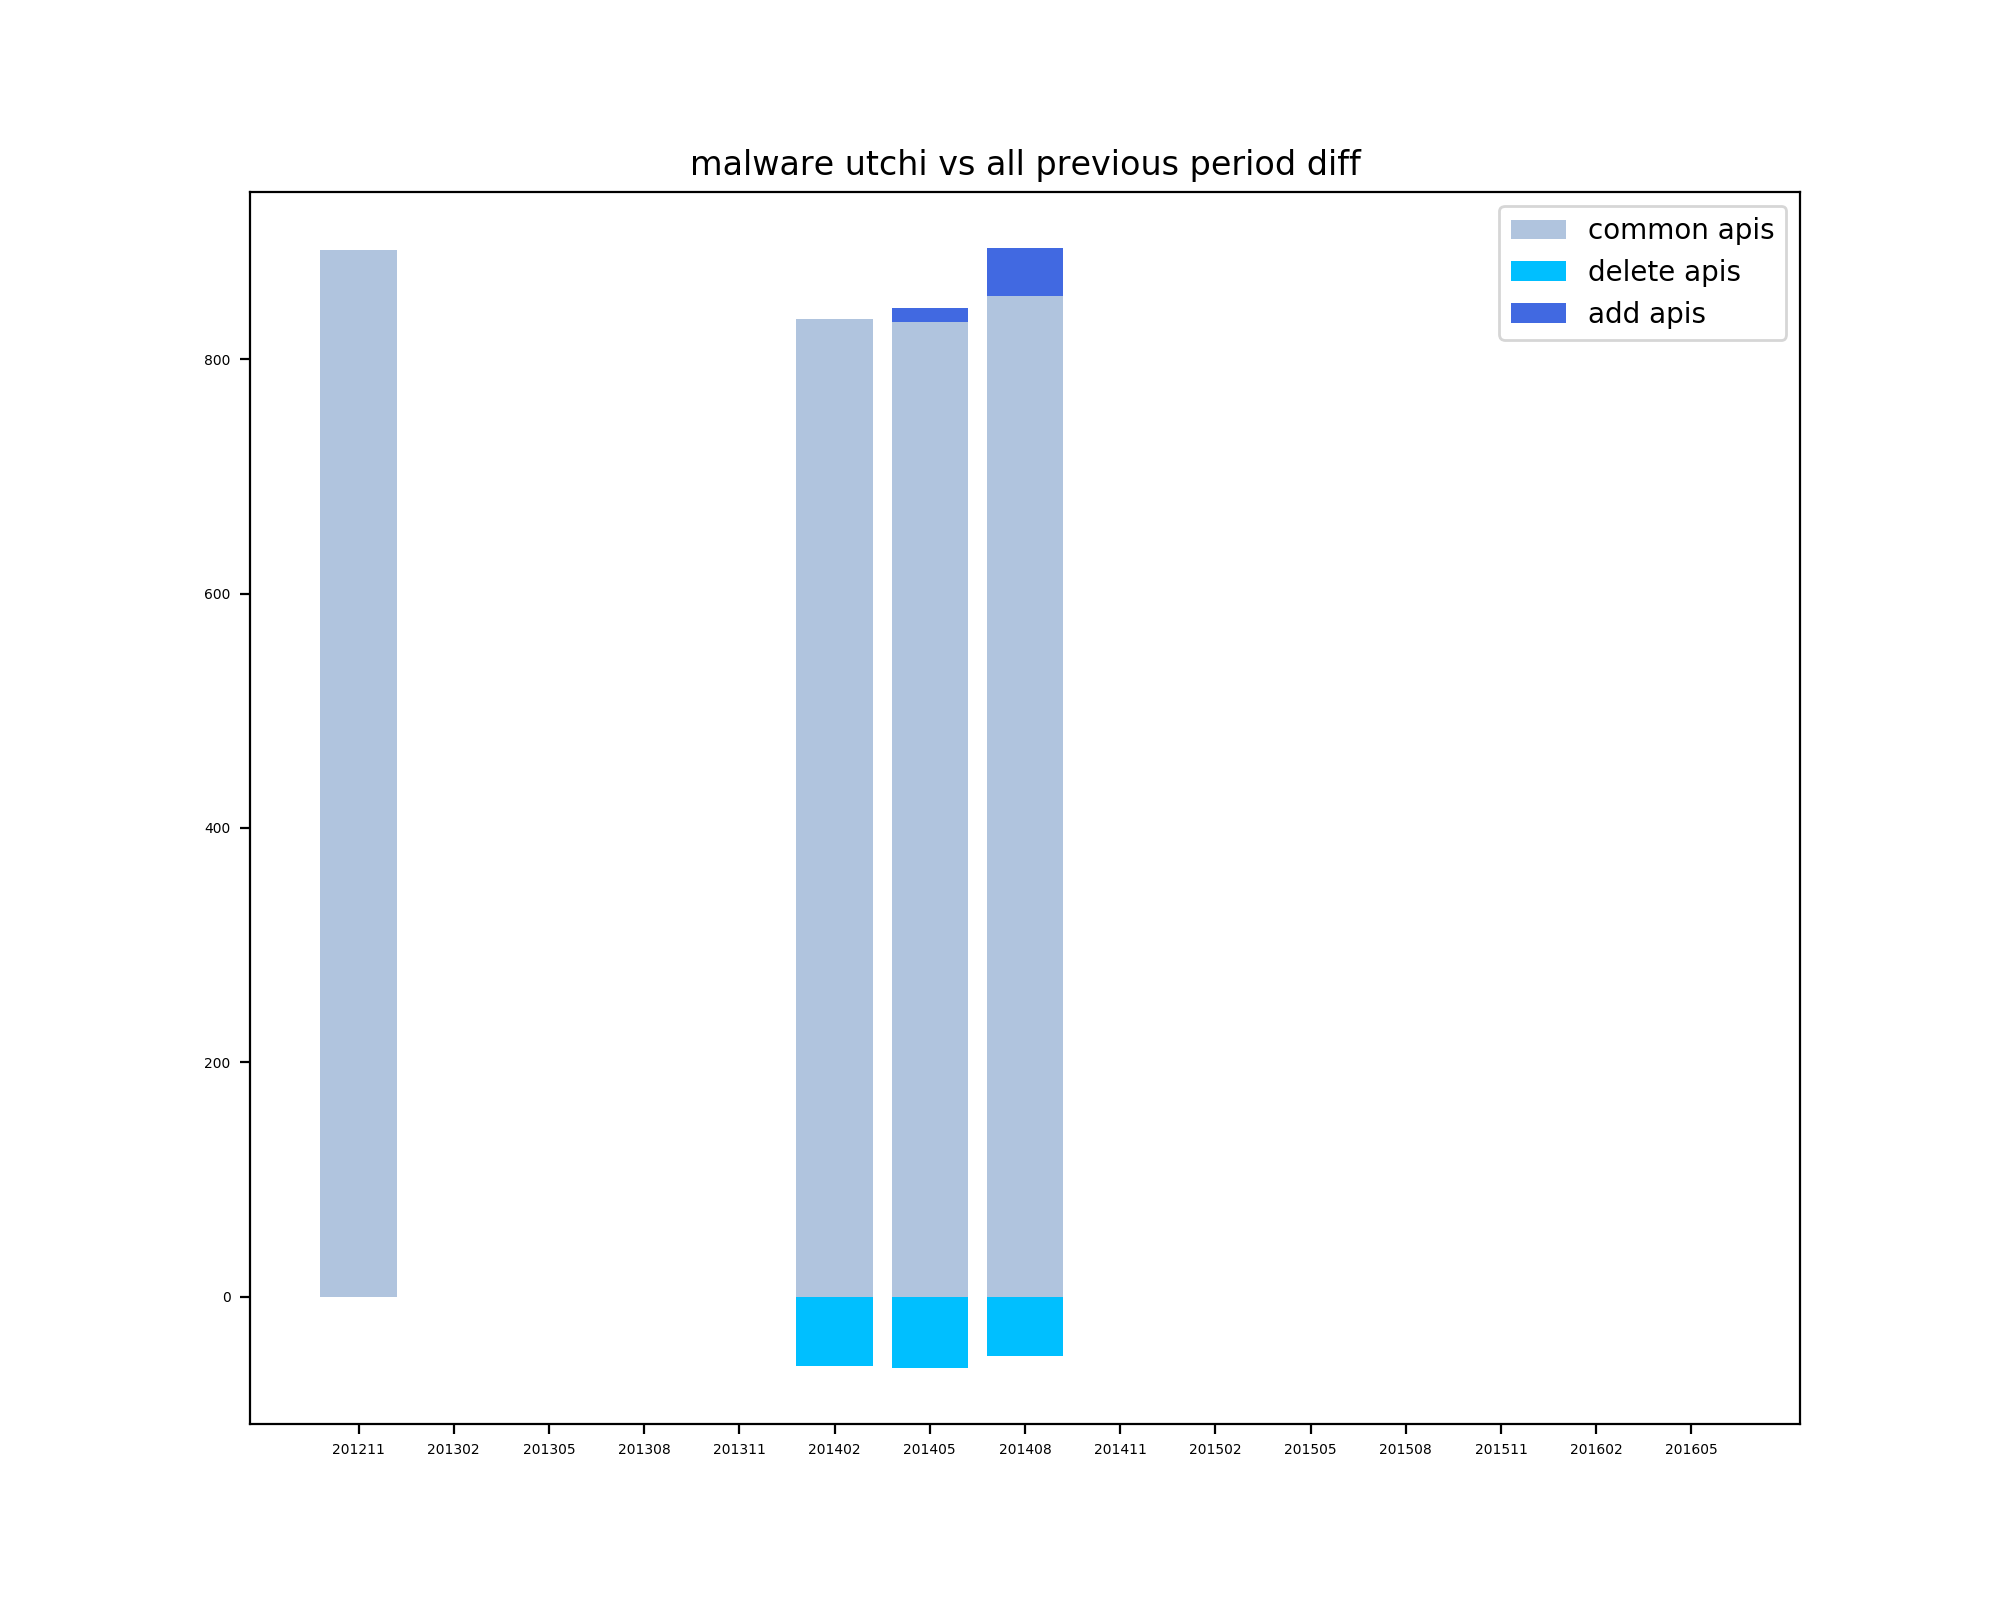 malware utchi vs all previous period diff
common apis
delete apis
add apis
800
600
400
200
0
201211 201302 201305 201308 201311 201402 201405 201408 201411 201502 201505 201508 201511 201602 201605